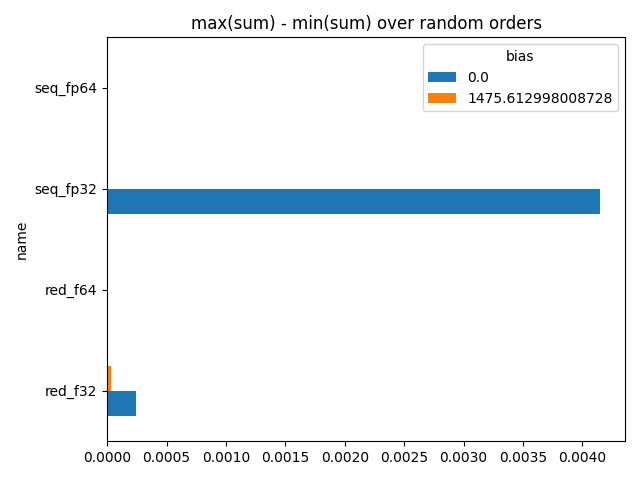 max(sum) - min(sum) over random orders
bias
0.0
1475.612998008728
seq_fp64
seq_fp32
red_f64
red_f32
name
0.0000 0.0005 0.0010 0.0015 0.0020 0.0025 0.0030 0.0035 0.0040